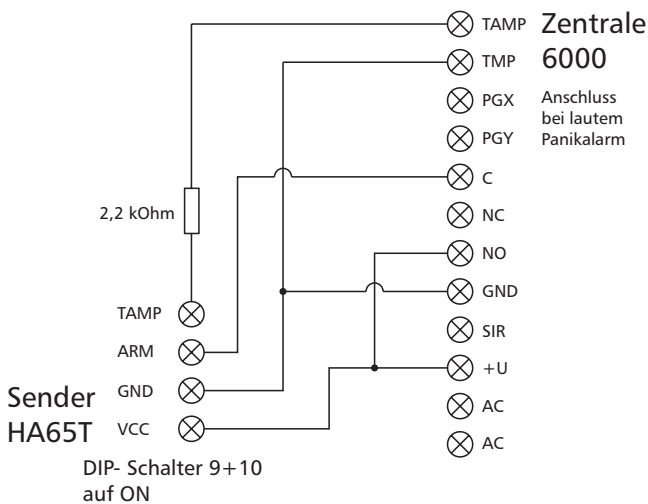 TAMP
Zentrale
6000
TMP
PGX
Anschluss
bei lautem
Panikalarm
PGY
C
NC
NO
GND
SIR
+U
AC
AC
2,2 kOhm
TAMP
ARM
GND
VCC
Sender
HA65T
DIP- Schalter 9+10
auf ON